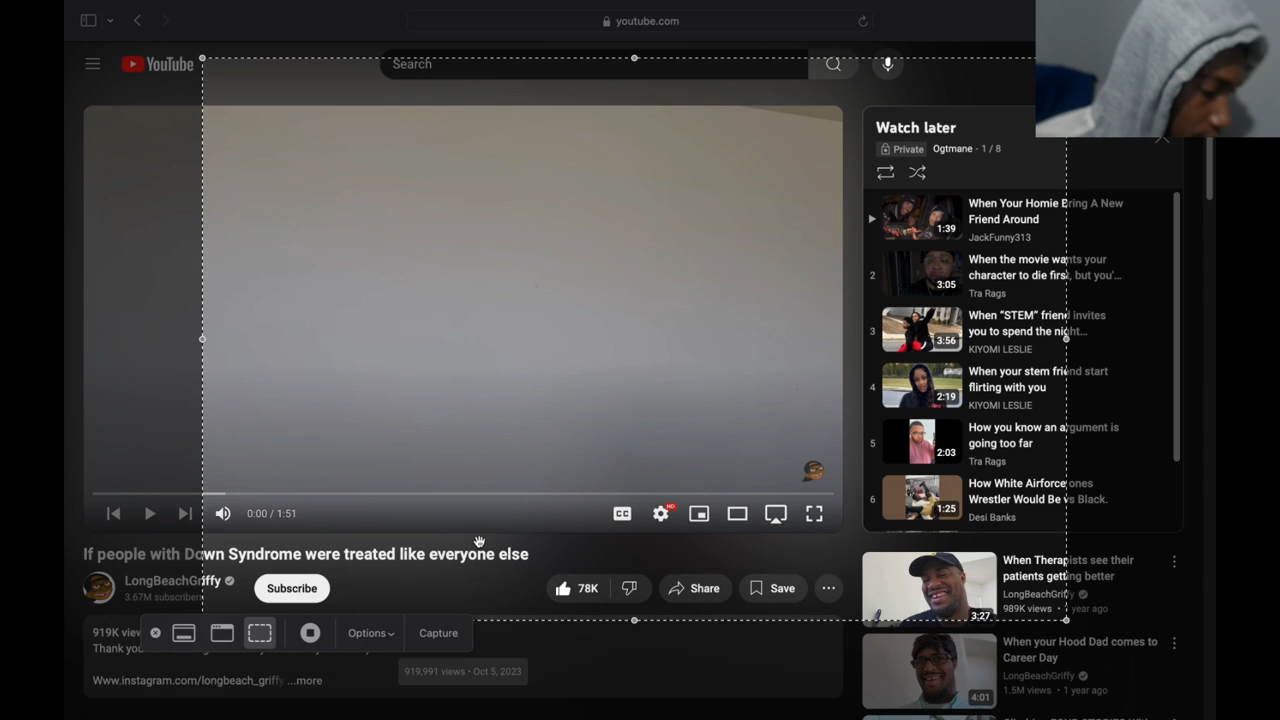 youtube.com
YouTube
Search
Watch later
Private Ogtmane - 1 / 8
When Your Homie Bring A New
Friend Around
JackFunny313
1:39
2
When the movie wants your
character to die first, but you'...
Tra Rags
3:05
3
When “STEM” friend invites
you to spend the night...
KIYOMI LESLIE
3:56
4
When your stem friend start
flirting with you
KIYOMI LESLIE
2:19
5
How you know an argument is
going too far
Tra Rags
2:03
6
How White Airforce ones
Wrestler Would Be vs Black.
Desi Banks
1:25
0:00 / 1:51
CC
HD
If people with Down Syndrome were treated like everyone else
LongBeachGriffy
3.67M subscribers
Subscribe
78K
Share
Save
919K
Thank you
Options
Capture
919,991 views • Oct 5, 2023
Www.instagram.com/longbeach_griffy ...more
When Therapists see their
patients getting better
LongBeachGriffy
989K views • 1 year ago
3:27
When your Hood Dad comes to
Career Day
LongBeachGriffy
1.5M views • 1 year ago
4:01